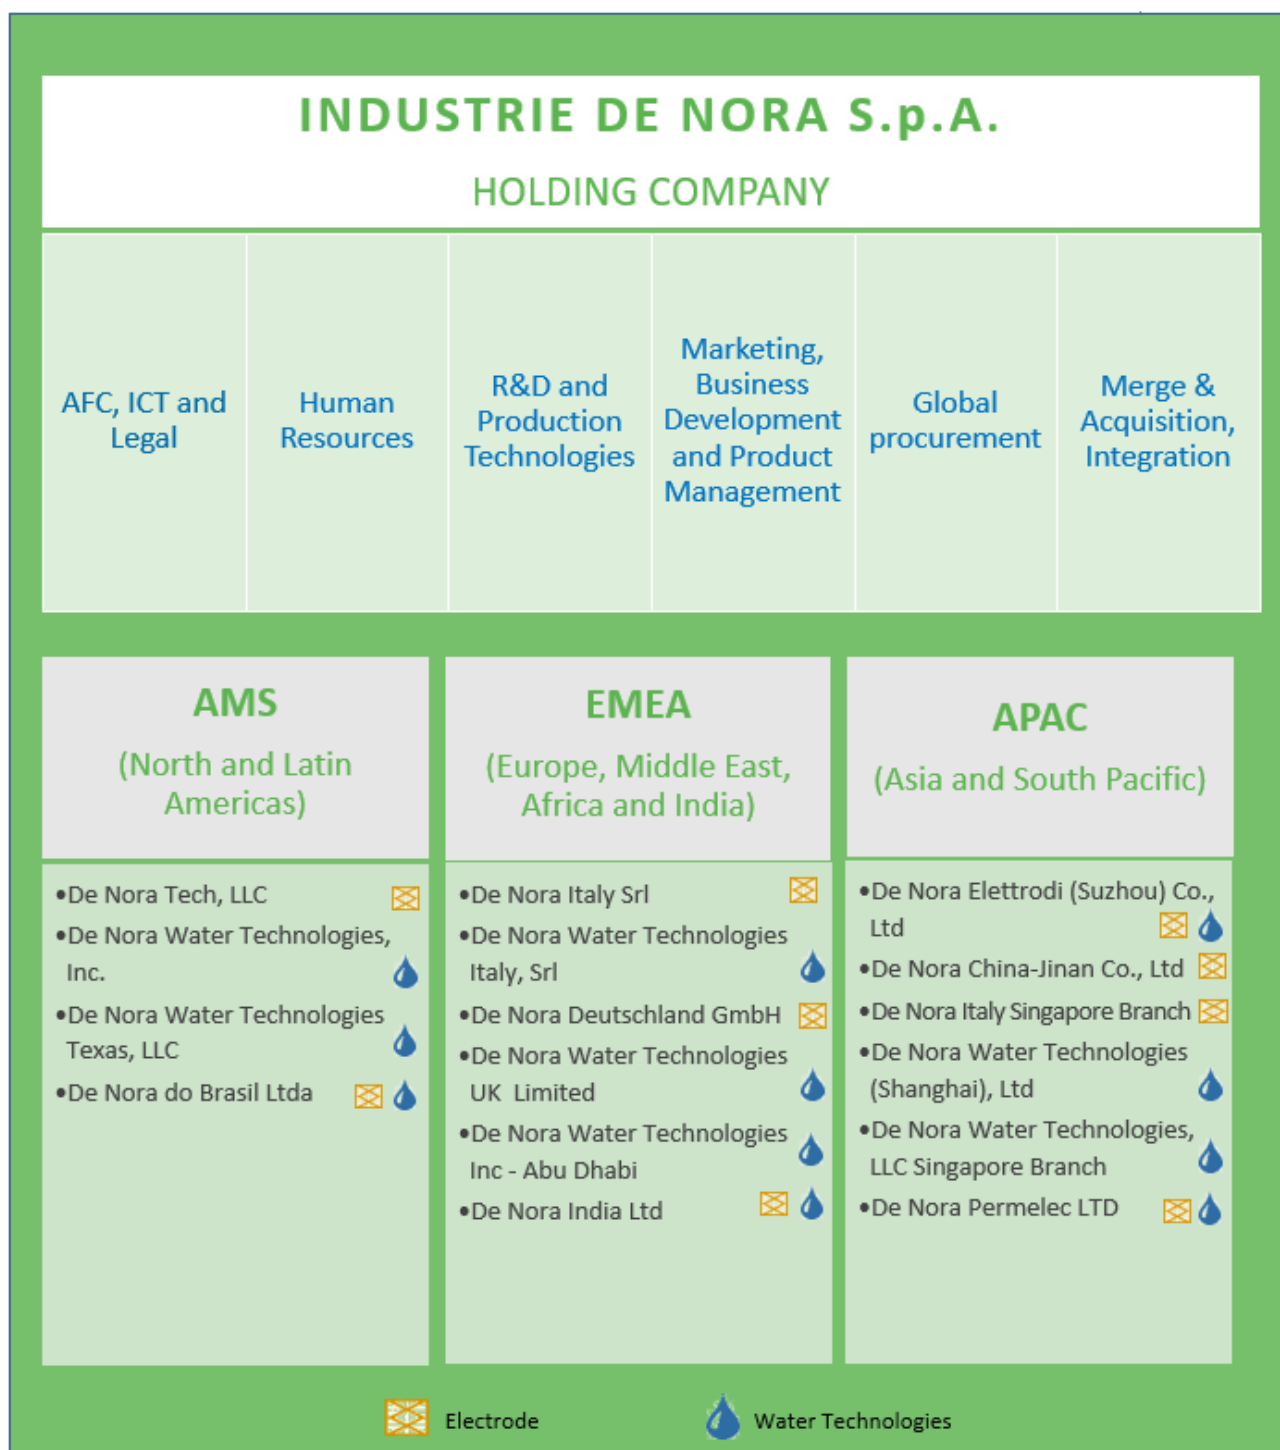 INDUSTRIE DE NORA S.p.A.
HOLDING COMPANY
AFC, ICT and
Legal
Human
Resources
R&D and
Production
Technologies
Marketing,
Business
Development
and Product
Management
Global
procurement
Merge &
Acquisition,
Integration
AMS
(North and Latin
Americas)
•De Nora Tech, LLC
•De Nora Water Technologies,
Inc.
•De Nora Water Technologies
Texas, LLC
•De Nora do Brasil Ltda
EMEA
(Europe, Middle East,
Africa and India)
•De Nora Italy Srl
•De Nora Water Technologies
Italy, Srl
•De Nora Deutschland GmbH
•De Nora Water Technologies
UK Limited
•De Nora Water Technologies
Inc - Abu Dhabi
•De Nora India Ltd
APAC
(Asia and South Pacific)
•De Nora Elettrodi (Suzhou) Co.,
Ltd
•De Nora China-Jinan Co., Ltd
•De Nora Italy Singapore Branch
•De Nora Water Technologies
(Shanghai), Ltd
•De Nora Water Technologies,
LLC Singapore Branch
•De Nora Permelec LTD
Electrode
Water Technologies